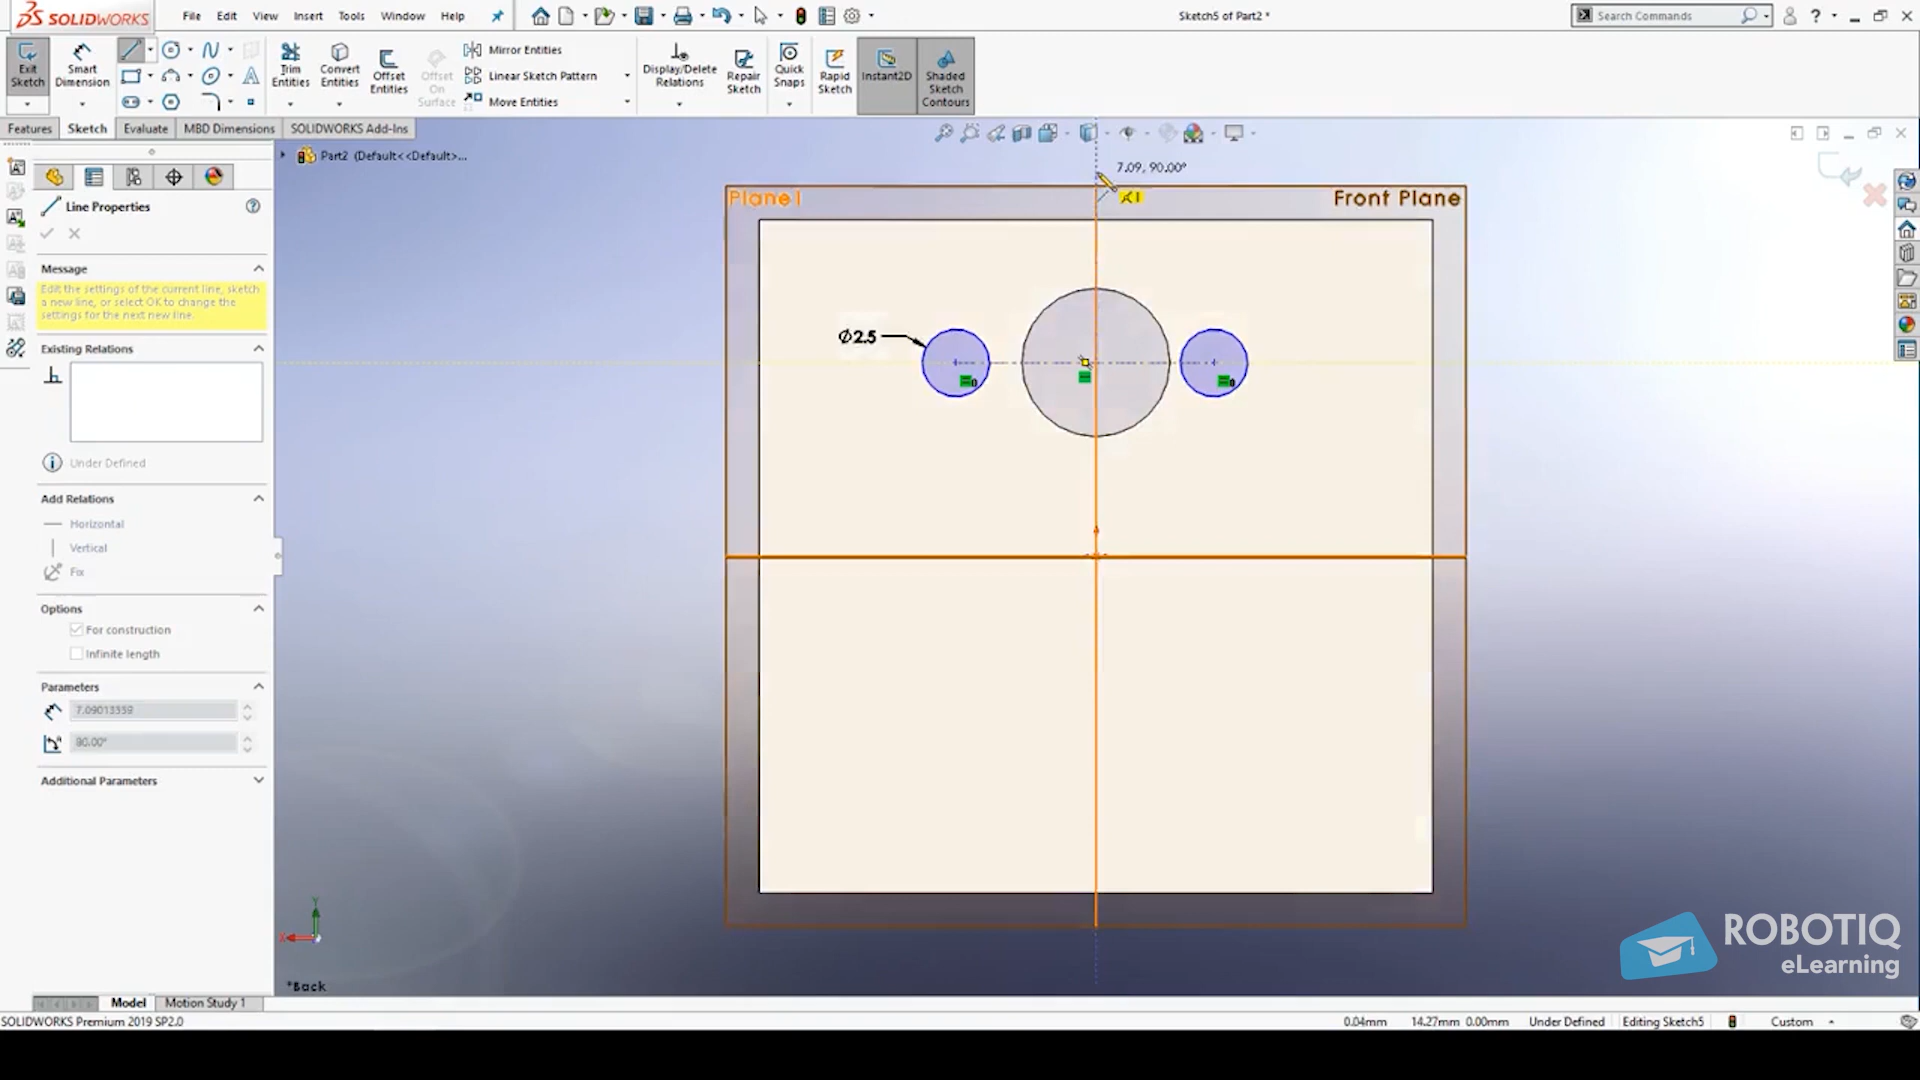 SOLIDWORKS
File Edit View Insert Tools Window Help
Sketch5 of Part2 *
Search Commands
Exit Sketch
Smart Dimension
Trim Entities
Convert Entities
Offset Entities
Offset On Surface
Mirror Entities
Linear Sketch Pattern
Move Entities
Display/Delete Relations
Repair Sketch
Quick Snaps
Rapid Sketch
Instant2D
Shaded Sketch Contours
Features Sketch Evaluate MBD Dimensions SOLIDWORKS Add-Ins
Part2 (Default<<Default>...
Line Properties
Message
Edit the settings of the current line, sketch
a new line, or select OK to change the
settings for the next new line.
Existing Relations
Under Defined
Add Relations
Horizontal
Vertical
Fix
Options
For construction
Infinite length
Parameters
7.09013359
90.00°
Additional Parameters
7.09, 90.00°
Plane1
Front Plane
Ø2.5
Y
X
*Back
ROBOTIQ
eLearning
Model Motion Study 1
SOLIDWORKS Premium 2019 SP2.0
0.04mm 14.27mm 0.00mm Under Defined Editing Sketch5 Custom